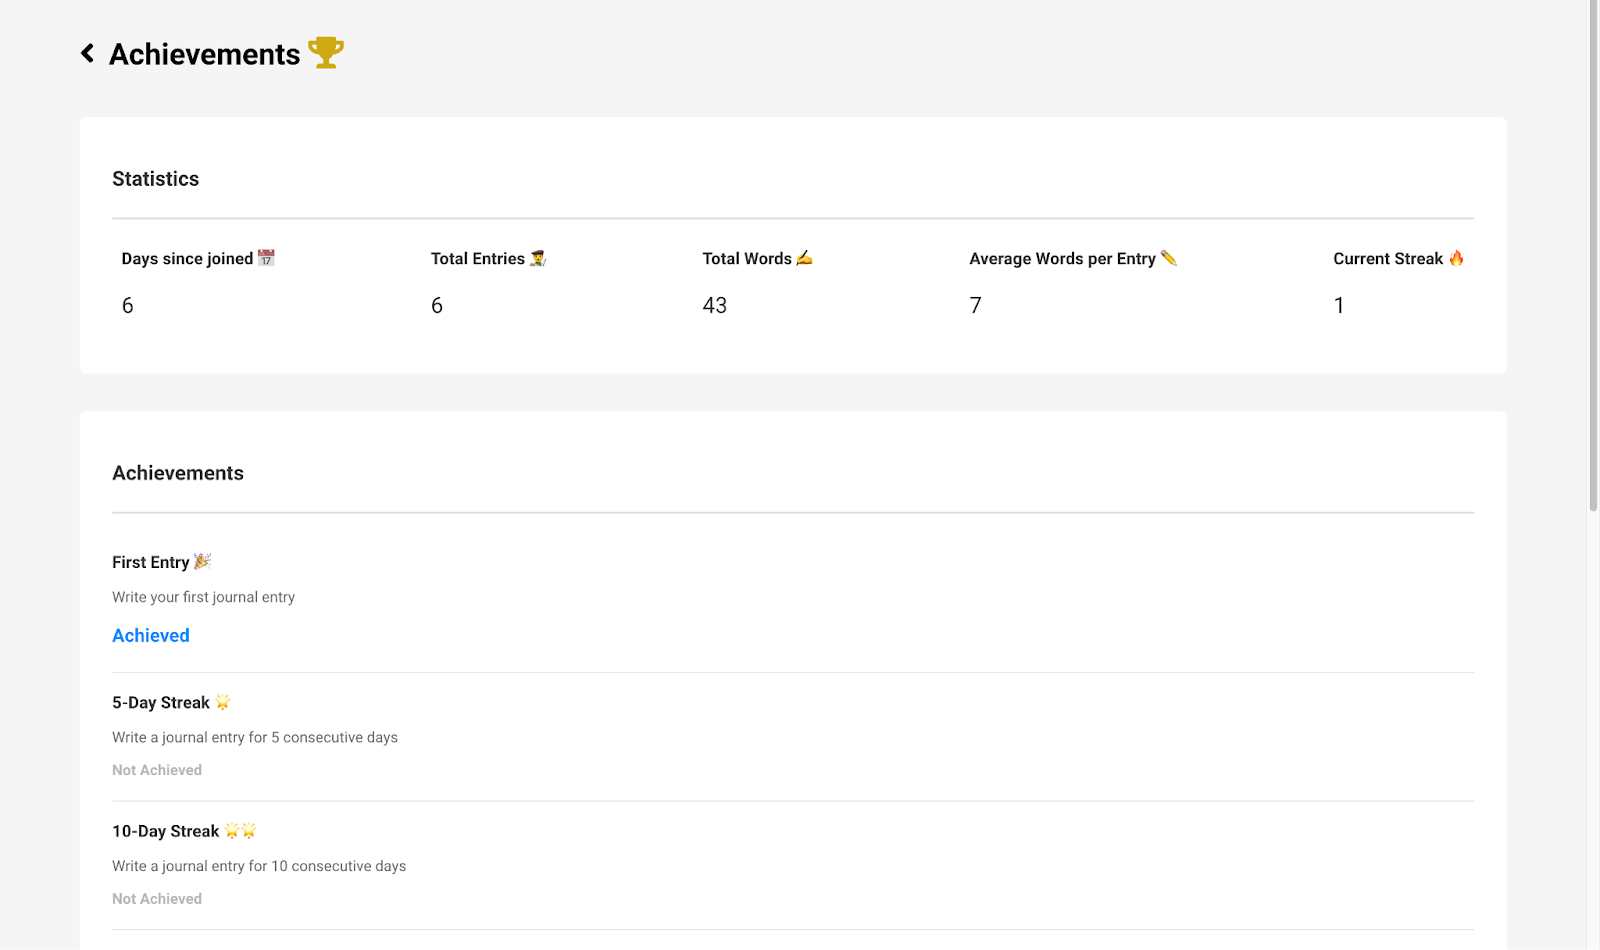 Achievements 🏆
Statistics
Days since joined 📅
Total Entries 👨‍🎓
Total Words ✍️
Average Words per Entry ✏️
Current Streak 🔥
6
6
43
7
1
Achievements
First Entry 🎉
Write your first journal entry
Achieved
5-Day Streak 🌟
Write a journal entry for 5 consecutive days
Not Achieved
10-Day Streak 🌟🌟
Write a journal entry for 10 consecutive days
Not Achieved